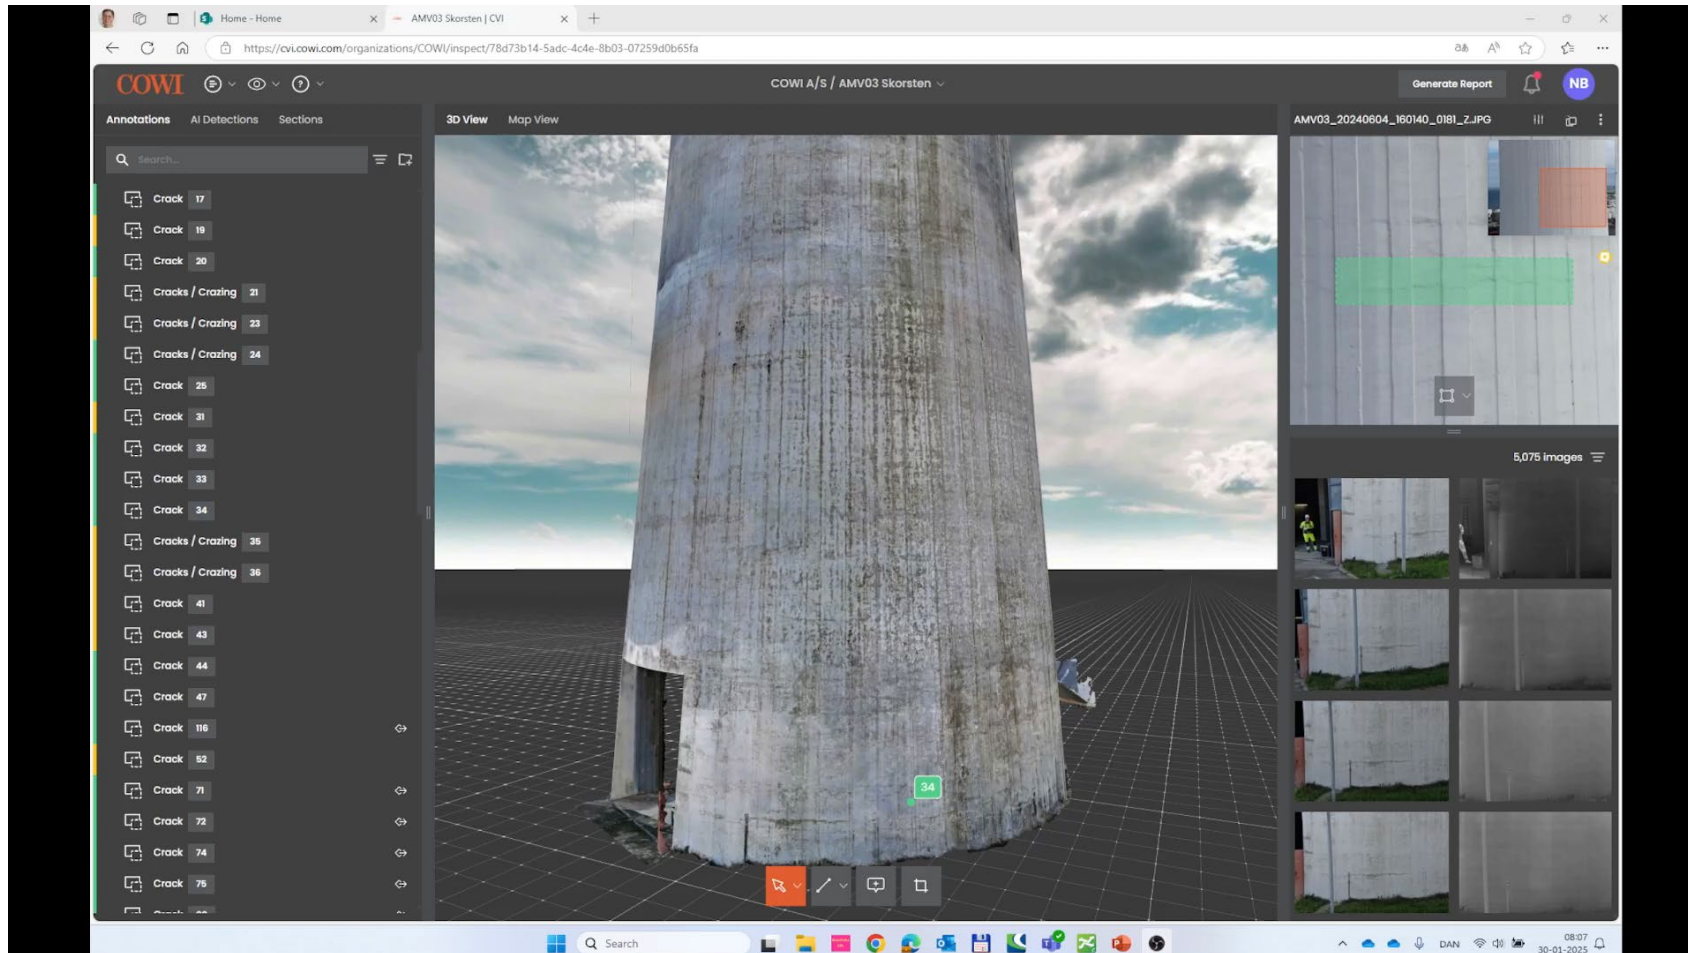 Home - Home
AMV03 Skorsten | CVI
https://cvi.cowi.com/organizations/COWI/inspect/78d73b14-5adc-4c4e-8b03-07259d0b65fa
COWI
COWI A/S / AMV03 Skorsten
Generate Report
NB
Annotations AI Detections Sections
3D View Map View
AMV03_20240604_160140_0181_Z.JPG
Search...
Crack 17
Crack 19
Crack 20
Cracks / Crazing 21
Cracks / Crazing 23
Cracks / Crazing 24
Crack 25
Crack 31
Crack 32
Crack 33
Crack 34
Cracks / Crazing 35
Cracks / Crazing 36
Crack 41
Crack 43
Crack 44
Crack 47
Crack 116
Crack 52
Crack 71
Crack 72
Crack 74
Crack 75
34
5,075 images
Search
DAN
08:07
30-01-2025